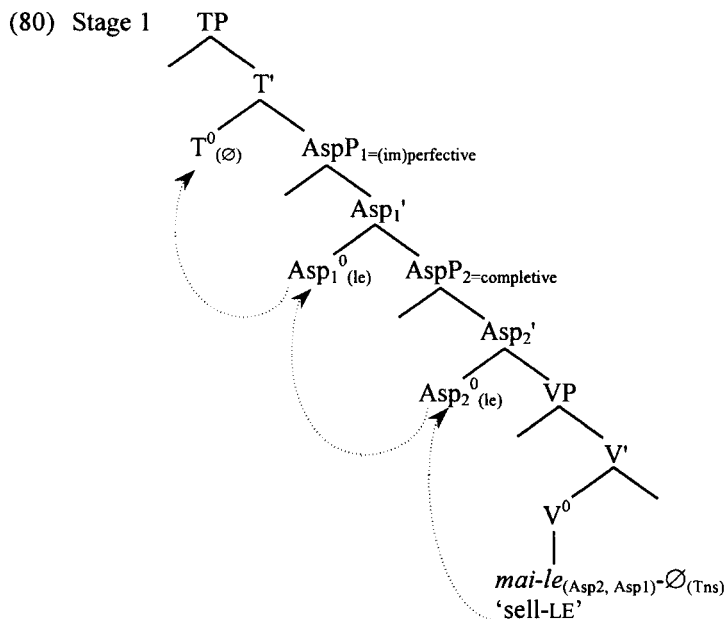 (80) Stage 1 TP
T'
T⁰(∅) AspP₁₌(im)perfective
Asp₁'
Asp₁⁰(le) AspP₂₌completive
Asp₂'
Asp₂⁰(le) VP
V'
V⁰
mai-le(Asp2, Asp1)-∅(Tns)
‘sell-LE’